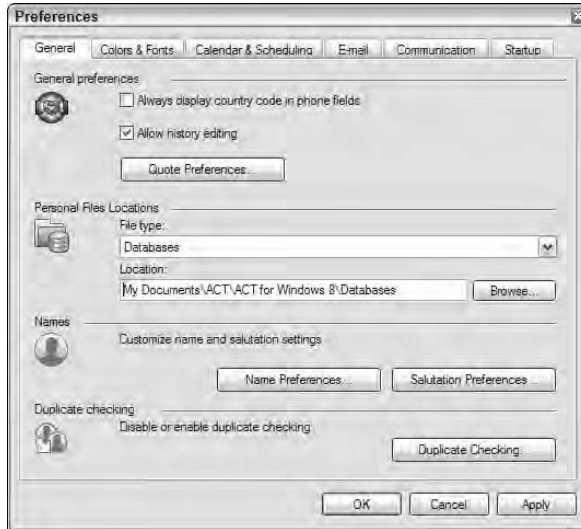 Preferences
General
Colors & Fonts
Calendar & Scheduling
E-mail
Communication
Startup
General preferences
Always display country code in phone fields
Allow history editing
Quote Preferences...
Personal Files Locations
File type:
Databases
Location:
My Documents\ACT\ACT for Windows 8\Databases
Browse...
Names
Customize name and salutation settings
Name Preferences...
Salutation Preferences...
Duplicate checking
Disable or enable duplicate checking
Duplicate Checking...
OK
Cancel
Apply